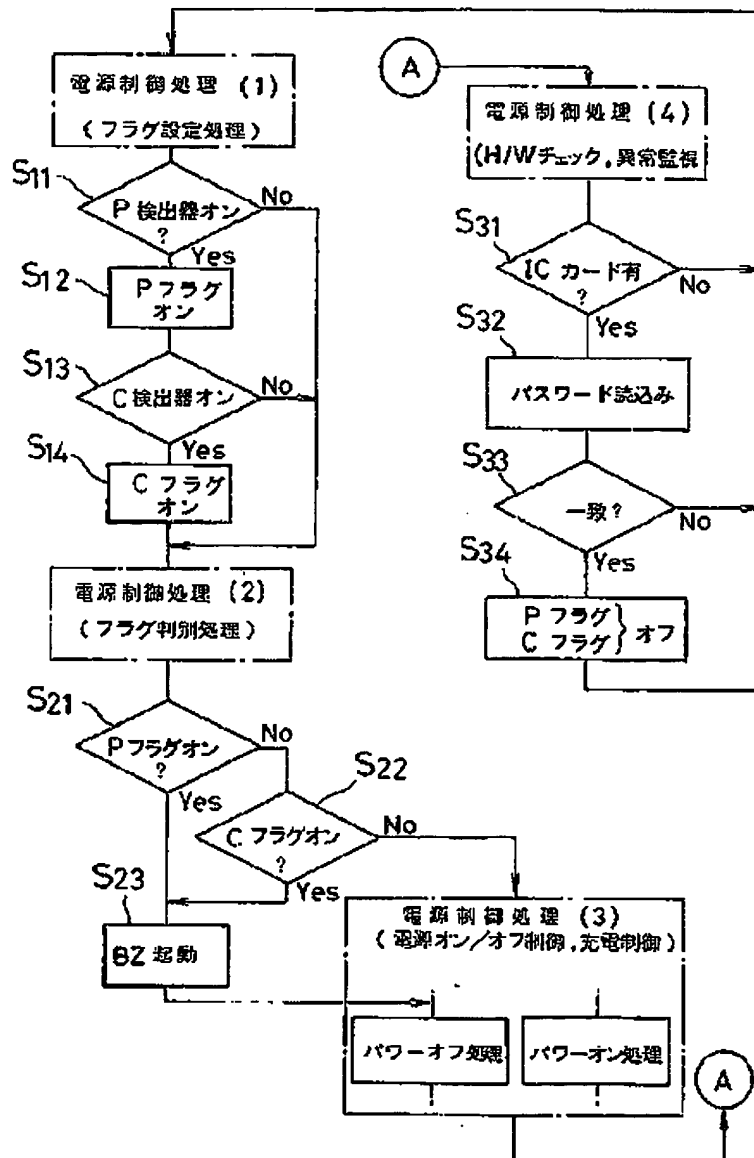 電源制御処理 (1)
(フラグ設定処理)
S11
P 検出器オン
?
No
Yes
S12
P フラグ
オン
S13
C 検出器オン
?
No
Yes
S14
C フラグ
オン
電源制御処理 (2)
(フラグ判別処理)
S21
P フラグオン
?
No
Yes
S22
C フラグオン
?
No
Yes
S23
BZ 起動
電源制御処理 (3)
(電源オン/オフ制御,充電制御)
パワーオフ処理
パワーオン処理
A
A
電源制御処理 (4)
(H/Wチェック,異常監視
S31
IC カード有
?
No
Yes
S32
パスワード読込み
S33
一致?
No
Yes
S34
P フラグ
C フラグ } オフ